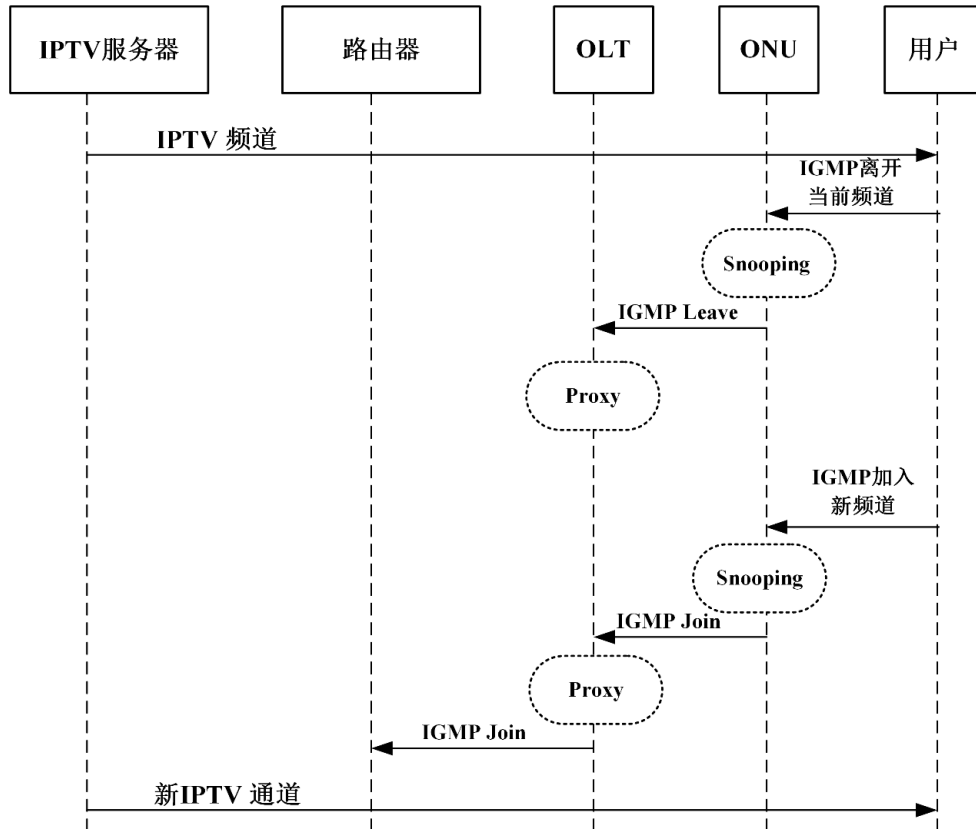 IPTV服务器
路由器
OLT
ONU
用户
IPTV 频道
IGMP离开
当前频道
Snooping
IGMP Leave
Proxy
IGMP加入
新频道
Snooping
IGMP Join
Proxy
IGMP Join
新IPTV 通道